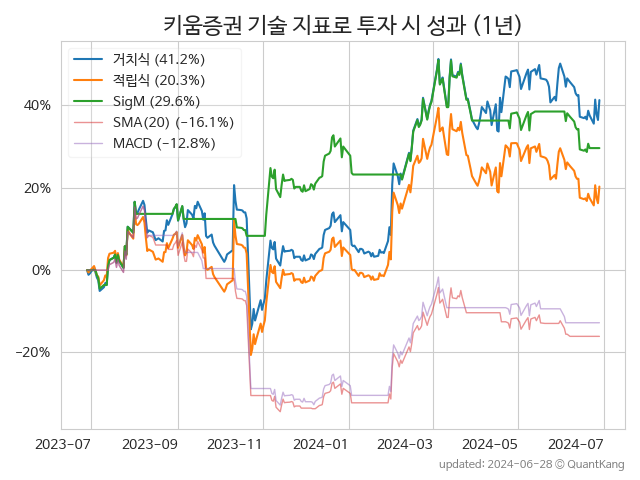 키움증권 기술 지표로 투자 시 성과 (1년)
거치식 (41.2%)
적립식 (20.3%)
SigM (29.6%)
SMA(20) (−16.1%)
MACD (−12.8%)
40%
20%
0%
−20%
2023-07 2023-09 2023-11 2024-01 2024-03 2024-05 2024-07
updated: 2024-06-28 © QuantKang